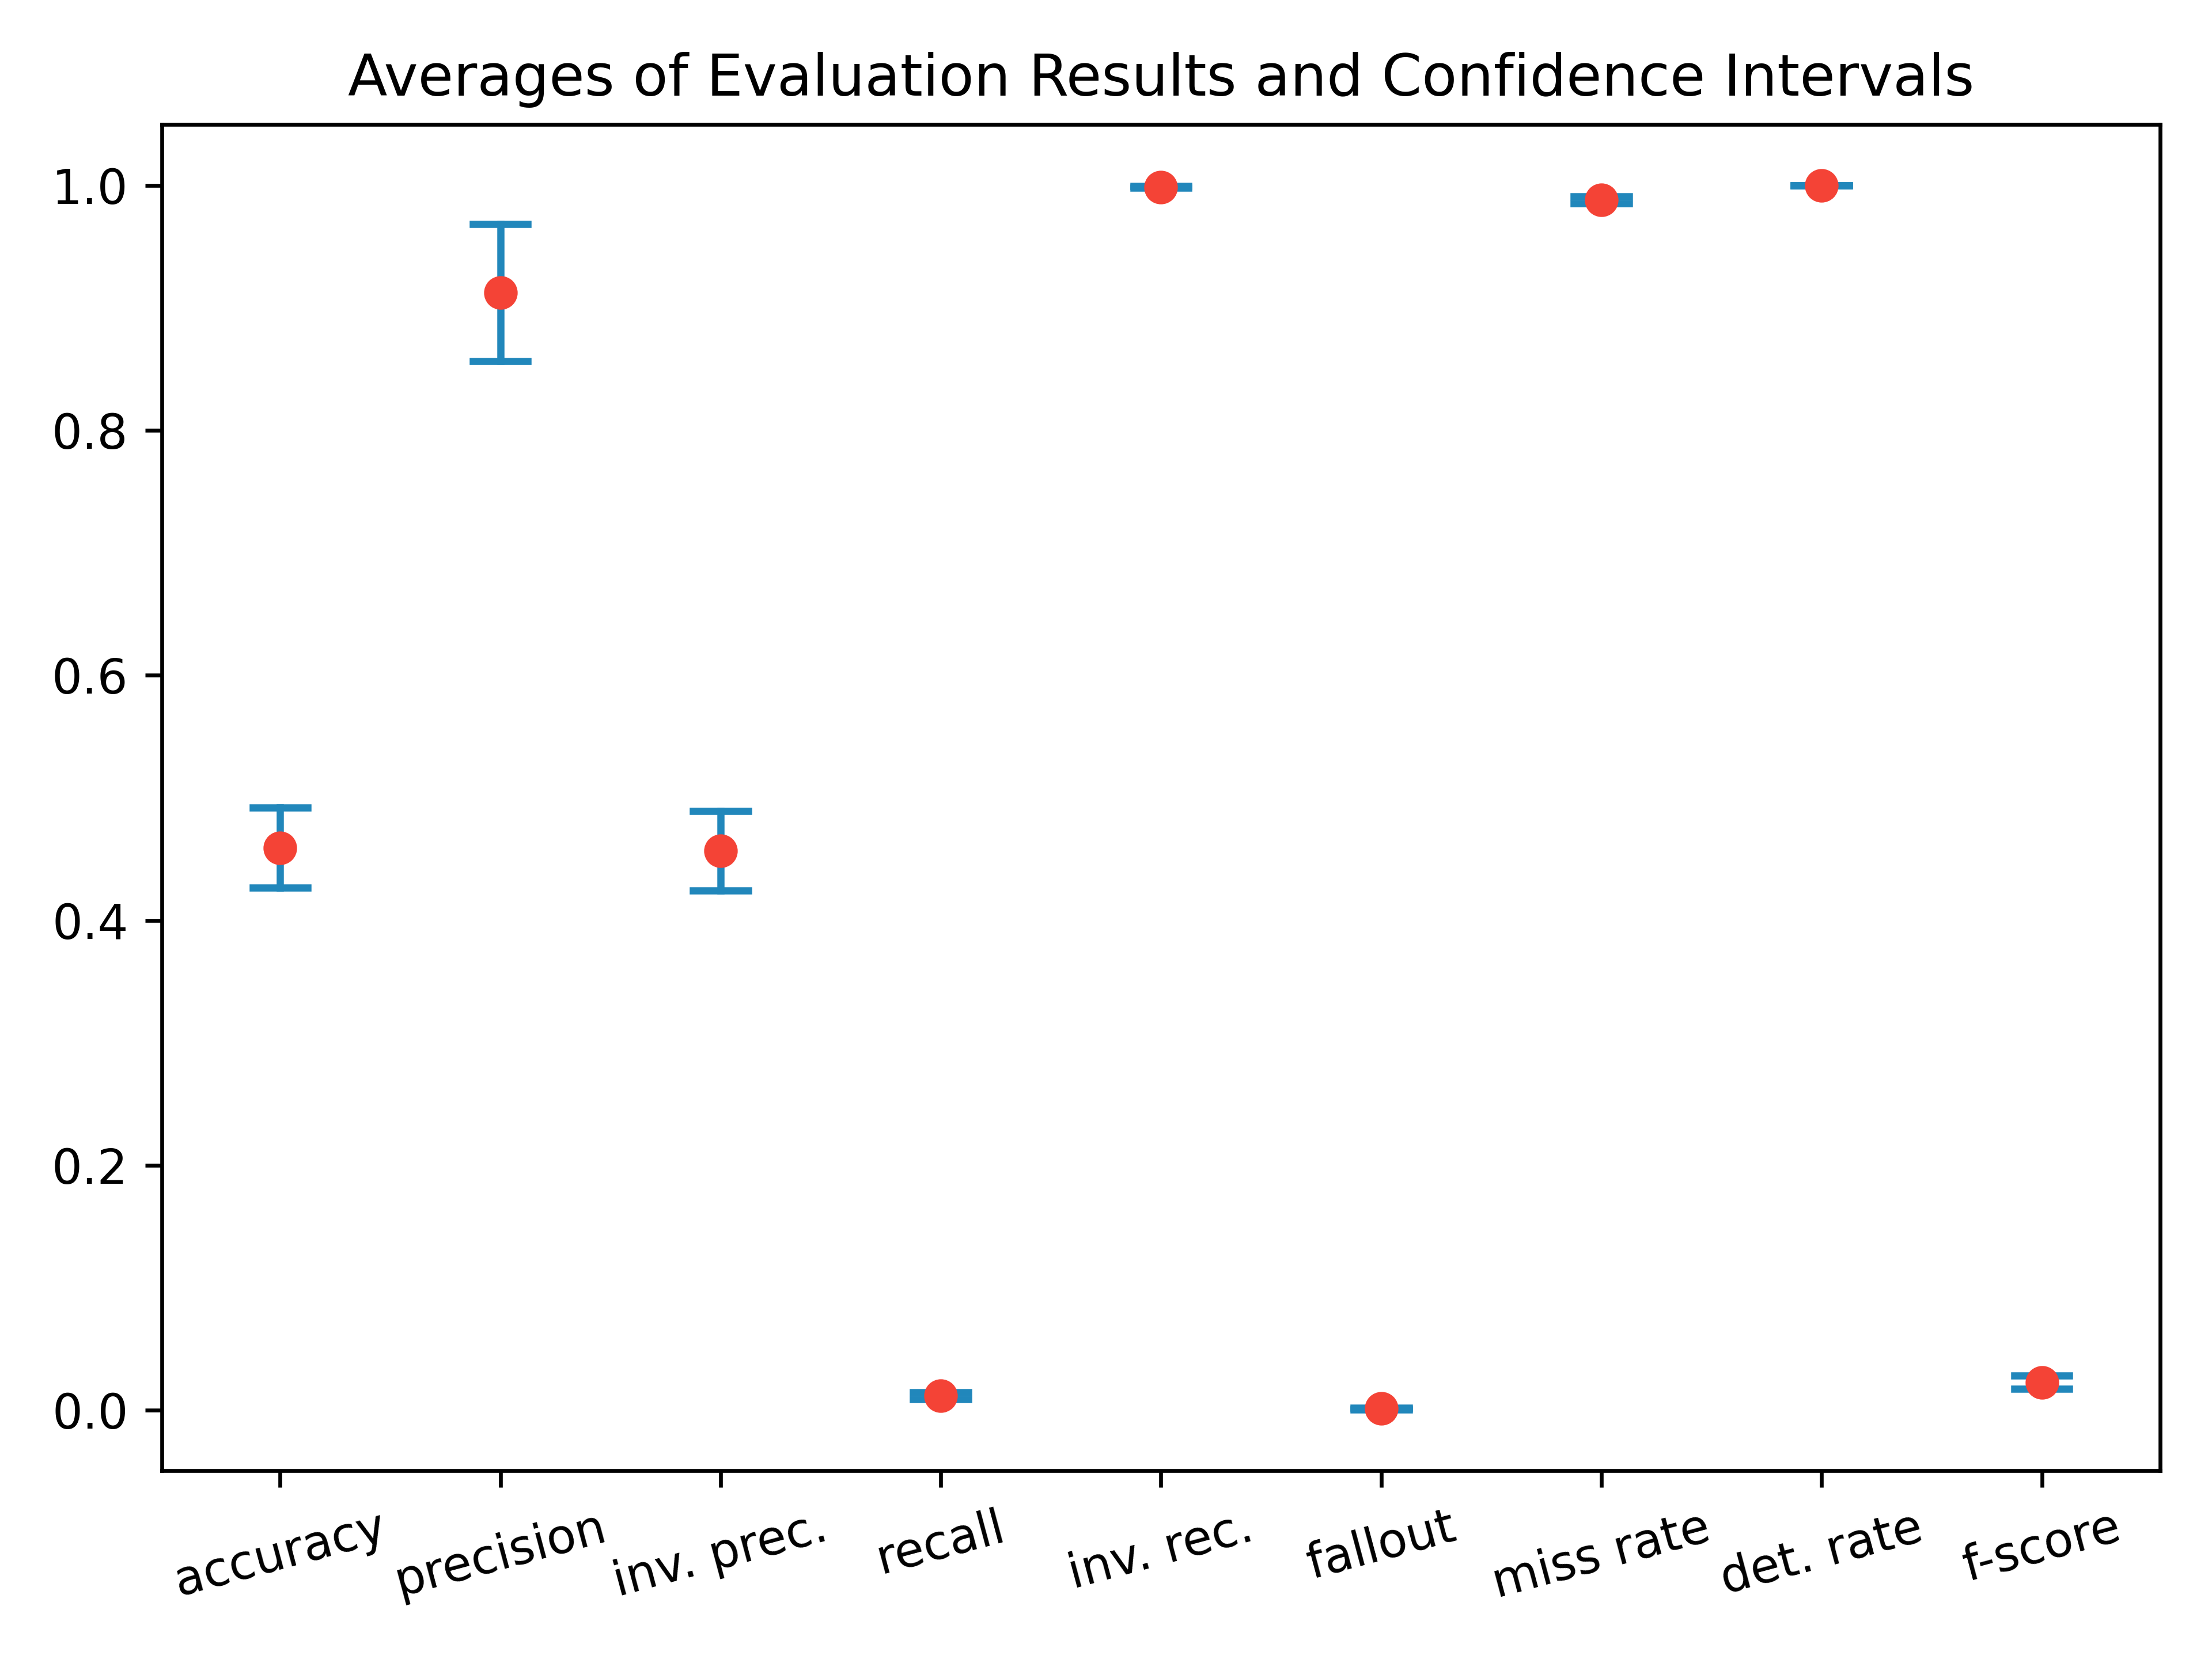 Averages of Evaluation Results and Confidence Intervals
1.0
0.8
0.6
0.4
0.2
0.0
accuracy
precision
inv. prec.
recall
inv. rec.
fallout
miss rate
det. rate
f-score